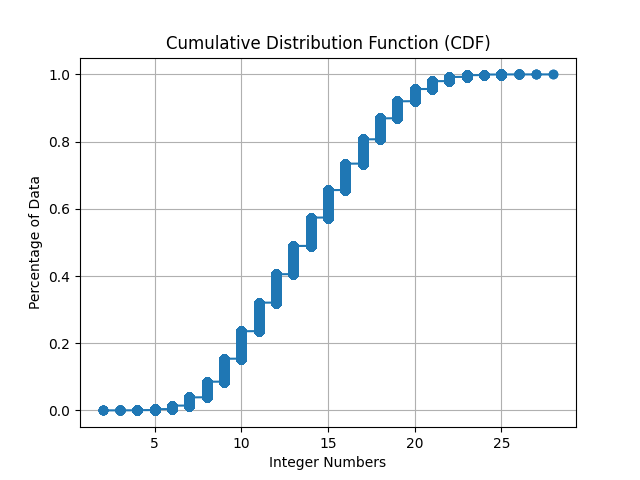 Cumulative Distribution Function (CDF)
Percentage of Data
1.0
0.8
0.6
0.4
0.2
0.0
5 10 15 20 25
Integer Numbers